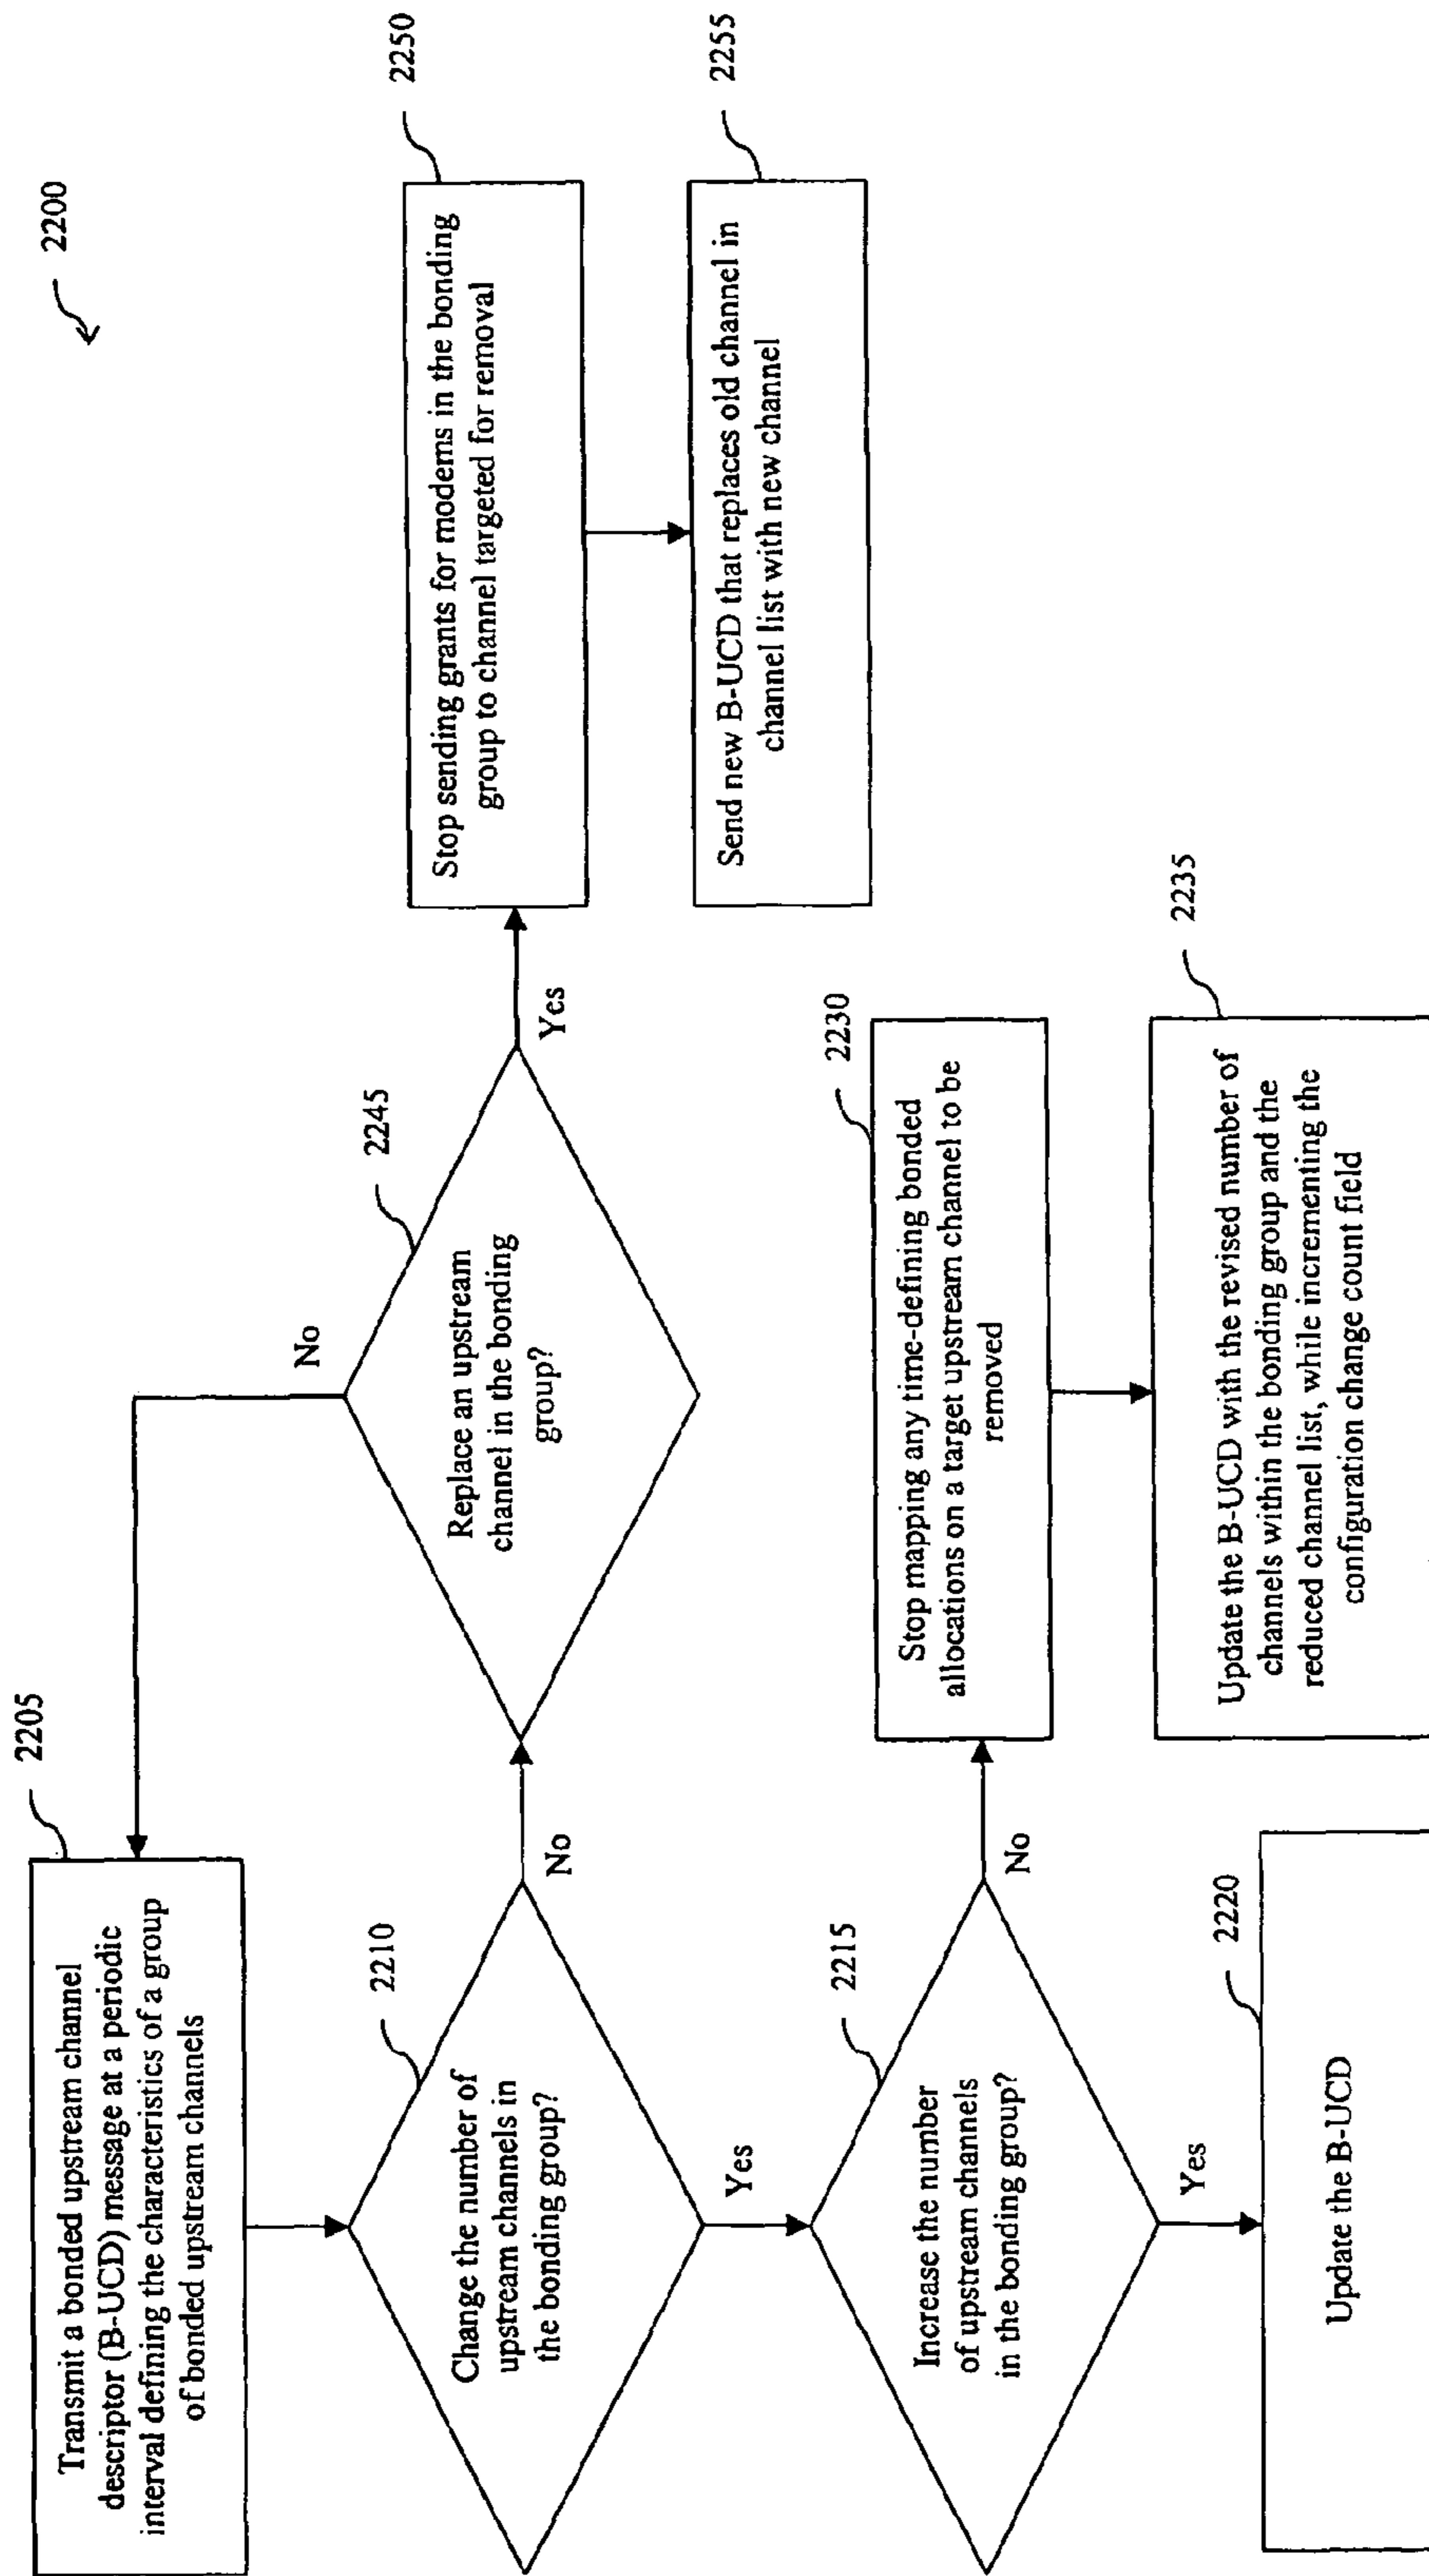 2200
2205
Transmit a bonded upstream channel
descriptor (B-UCD) message at a periodic
interval defining the characteristics of a group
of bonded upstream channels
2210
Change the number of
upstream channels in
the bonding group?
No
Yes
2245
Replace an upstream
channel in the bonding
group?
No
Yes
2250
Stop sending grants for modems in the bonding
group to channel targeted for removal
2255
Send new B-UCD that replaces old channel in
channel list with new channel
2215
Increase the number
of upstream channels
in the bonding group?
No
Yes
2230
Stop mapping any time-defining bonded
allocations on a target upstream channel to be
removed
2235
Update the B-UCD with the revised number of
channels within the bonding group and the
reduced channel list, while incrementing the
configuration change count field
2220
Update the B-UCD